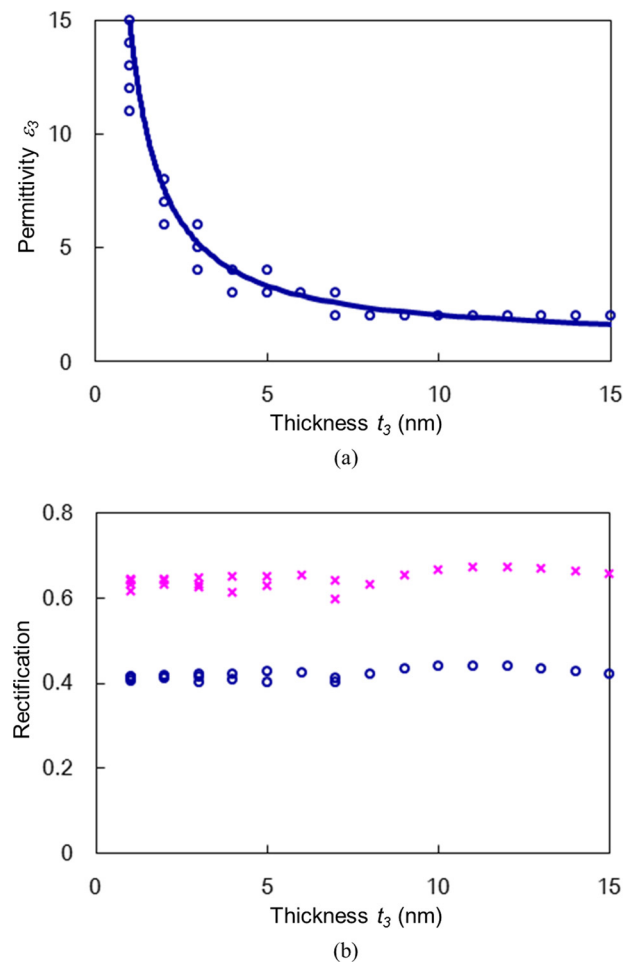 15
10
5
0
Permittivity ε3
0 5 10 15
Thickness t3 (nm)
(a)
0.8
0.6
0.4
0.2
0
Rectification
0 5 10 15
Thickness t3 (nm)
(b)